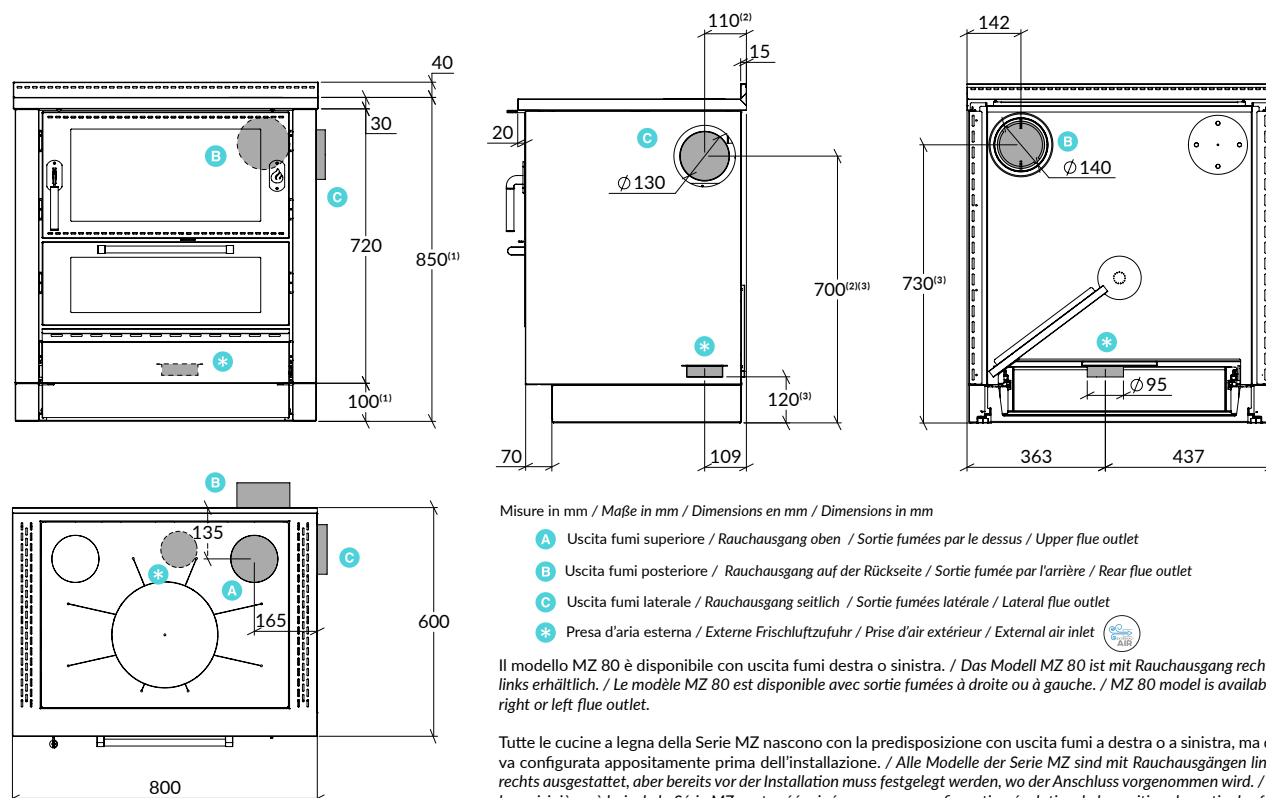 40
30
B
C
720
850⁽¹⁾
*
100⁽¹⁾
110⁽²⁾
15
20
C
Ø130
700⁽²⁾⁽³⁾
*
120⁽³⁾
70
109
142
B
Ø140
730⁽³⁾
*
Ø95
363
437
B
135
C
*
A
165
600
800
Misure in mm / Maße in mm / Dimensions en mm / Dimensions in mm
A Uscita fumi superiore / Rauchausgang oben / Sortie fumées par le dessus / Upper flue outlet
B Uscita fumi posteriore / Rauchausgang auf der Rückseite / Sortie fumée par l'arrière / Rear flue outlet
C Uscita fumi laterale / Rauchausgang seitlich / Sortie fumées latérale / Lateral flue outlet
* Presa d'aria esterna / Externe Frischluftzufuhr / Prise d'air extérieur / External air inlet
AIR
Il modello MZ 80 è disponibile con uscita fumi destra o sinistra. / Das Modell MZ 80 ist mit Rauchausgang rech
links erhältlich. / Le modèle MZ 80 est disponible avec sortie fumées à droite ou à gauche. / MZ 80 model is availab
right or left flue outlet.
Tutte le cucine a legna della Serie MZ nascono con la predisposizione con uscita fumi a destra o a sinistra, ma
va configurata appositamente prima dell'installazione. / Alle Modelle der Serie MZ sind mit Rauchausgängen lin
rechts ausgestattet, aber bereits vor der Installation muss festgelegt werden, wo der Anschluss vorgenommen wird. /